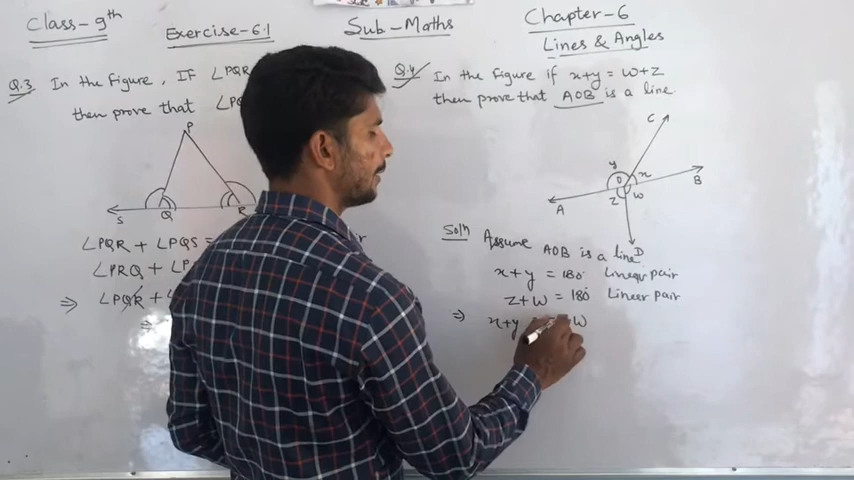 Class-9th
Exercise-6.1
Sub-Maths
Chapter-6
Lines & Angles
Q.3 In the figure, If ∠PQR
then prove that ∠PQ
P
S
Q
R
∠PQR + ∠PQS =
∠PRQ + ∠P
⇒ ∠PQR +
⇒
Q.4 In the figure if x+y = w+z
then prove that AOB is a line
C
y
O
x
B
A
z
w
D
Soln Assume AOB is a line
x+y = 180° Linear pair
z+w = 180° Linear pair
⇒ x+y = w